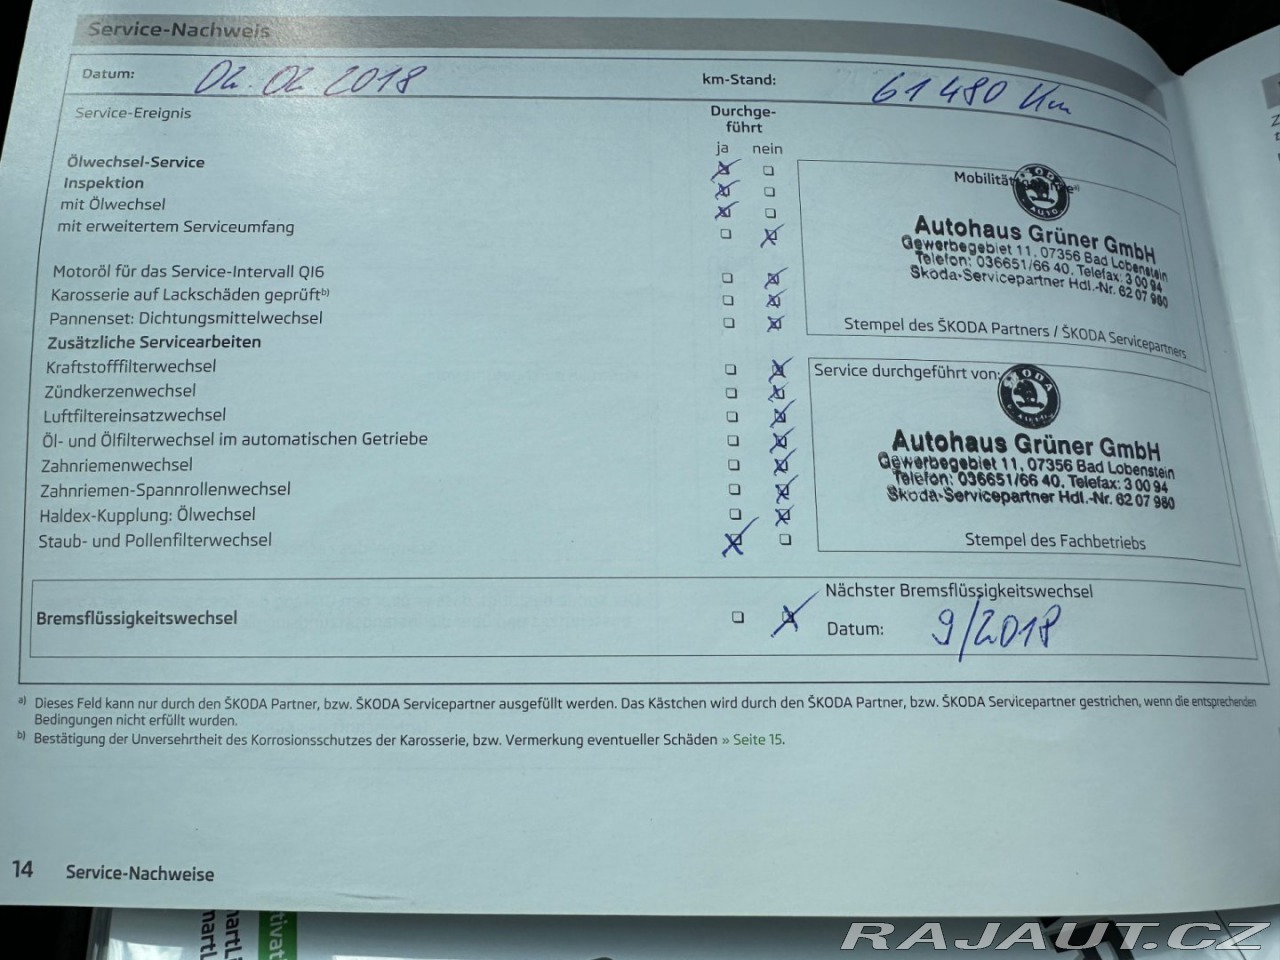 Service-Nachweis
Datum: 02.02 2018 km-Stand: 61 480 Km
Service-Ereignis
Durchge-
führt
ja nein
Ölwechsel-Service
Inspektion
mit Ölwechsel
mit erweitertem Serviceumfang
Motoröl für das Service-Intervall QI6
Karosserie auf Lackschäden geprüft b)
Pannenset: Dichtungsmittelwechsel
Zusätzliche Servicearbeiten
Kraftstofffilterwechsel
Zündkerzenwechsel
Luftfiltereinsatzwechsel
Öl- und Ölfilterwechsel im automatischen Getriebe
Zahnriemenwechsel
Zahnriemen-Spannrollenwechsel
Haldex-Kupplung: Ölwechsel
Staub- und Pollenfilterwechsel
Autohaus Grüner GmbH
Gewerbegebiet 11, 07356 Bad Lobenstein
Telefon: 036651/66 40, Telefax: 3 00 94
Skoda-Servicepartner Hdl.-Nr. 62 07 980
Stempel des ŠKODA Partners / ŠKODA Servicepartners
Service durchgeführt von:
Autohaus Grüner GmbH
Gewerbegebiet 11, 07356 Bad Lobenstein
Telefon: 036651/66 40, Telefax: 3 00 94
Skoda-Servicepartner Hdl.-Nr. 62 07 980
Stempel des Fachbetriebs
Bremsflüssigkeitswechsel
Nächster Bremsflüssigkeitswechsel
Datum: 9/2018
a) Dieses Feld kann nur durch den ŠKODA Partner, bzw. ŠKODA Servicepartner ausgefüllt werden. Das Kästchen wird durch den ŠKODA Partner, bzw. ŠKODA Servicepartner gestrichen, wenn die entsprechenden
Bedingungen nicht erfüllt wurden.
b) Bestätigung der Unversehrtheit des Korrosionsschutzes der Karosserie, bzw. Vermerkung eventueller Schäden » Seite 15.
14 Service-Nachweise
RAJAUT.CZ